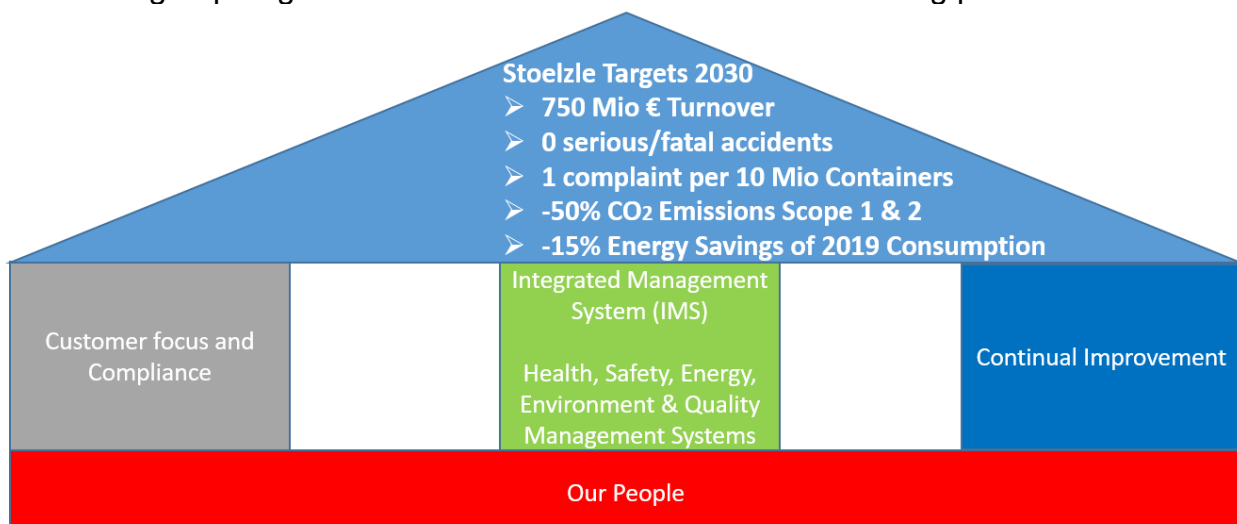 Stoelzle Targets 2030
➢ 750 Mio € Turnover
➢ 0 serious/fatal accidents
➢ 1 complaint per 10 Mio Containers
➢ -50% CO₂ Emissions Scope 1 & 2
➢ -15% Energy Savings of 2019 Consumption
Customer focus and
Compliance
Integrated Management
System (IMS)
Health, Safety, Energy,
Environment & Quality
Management Systems
Continual Improvement
Our People